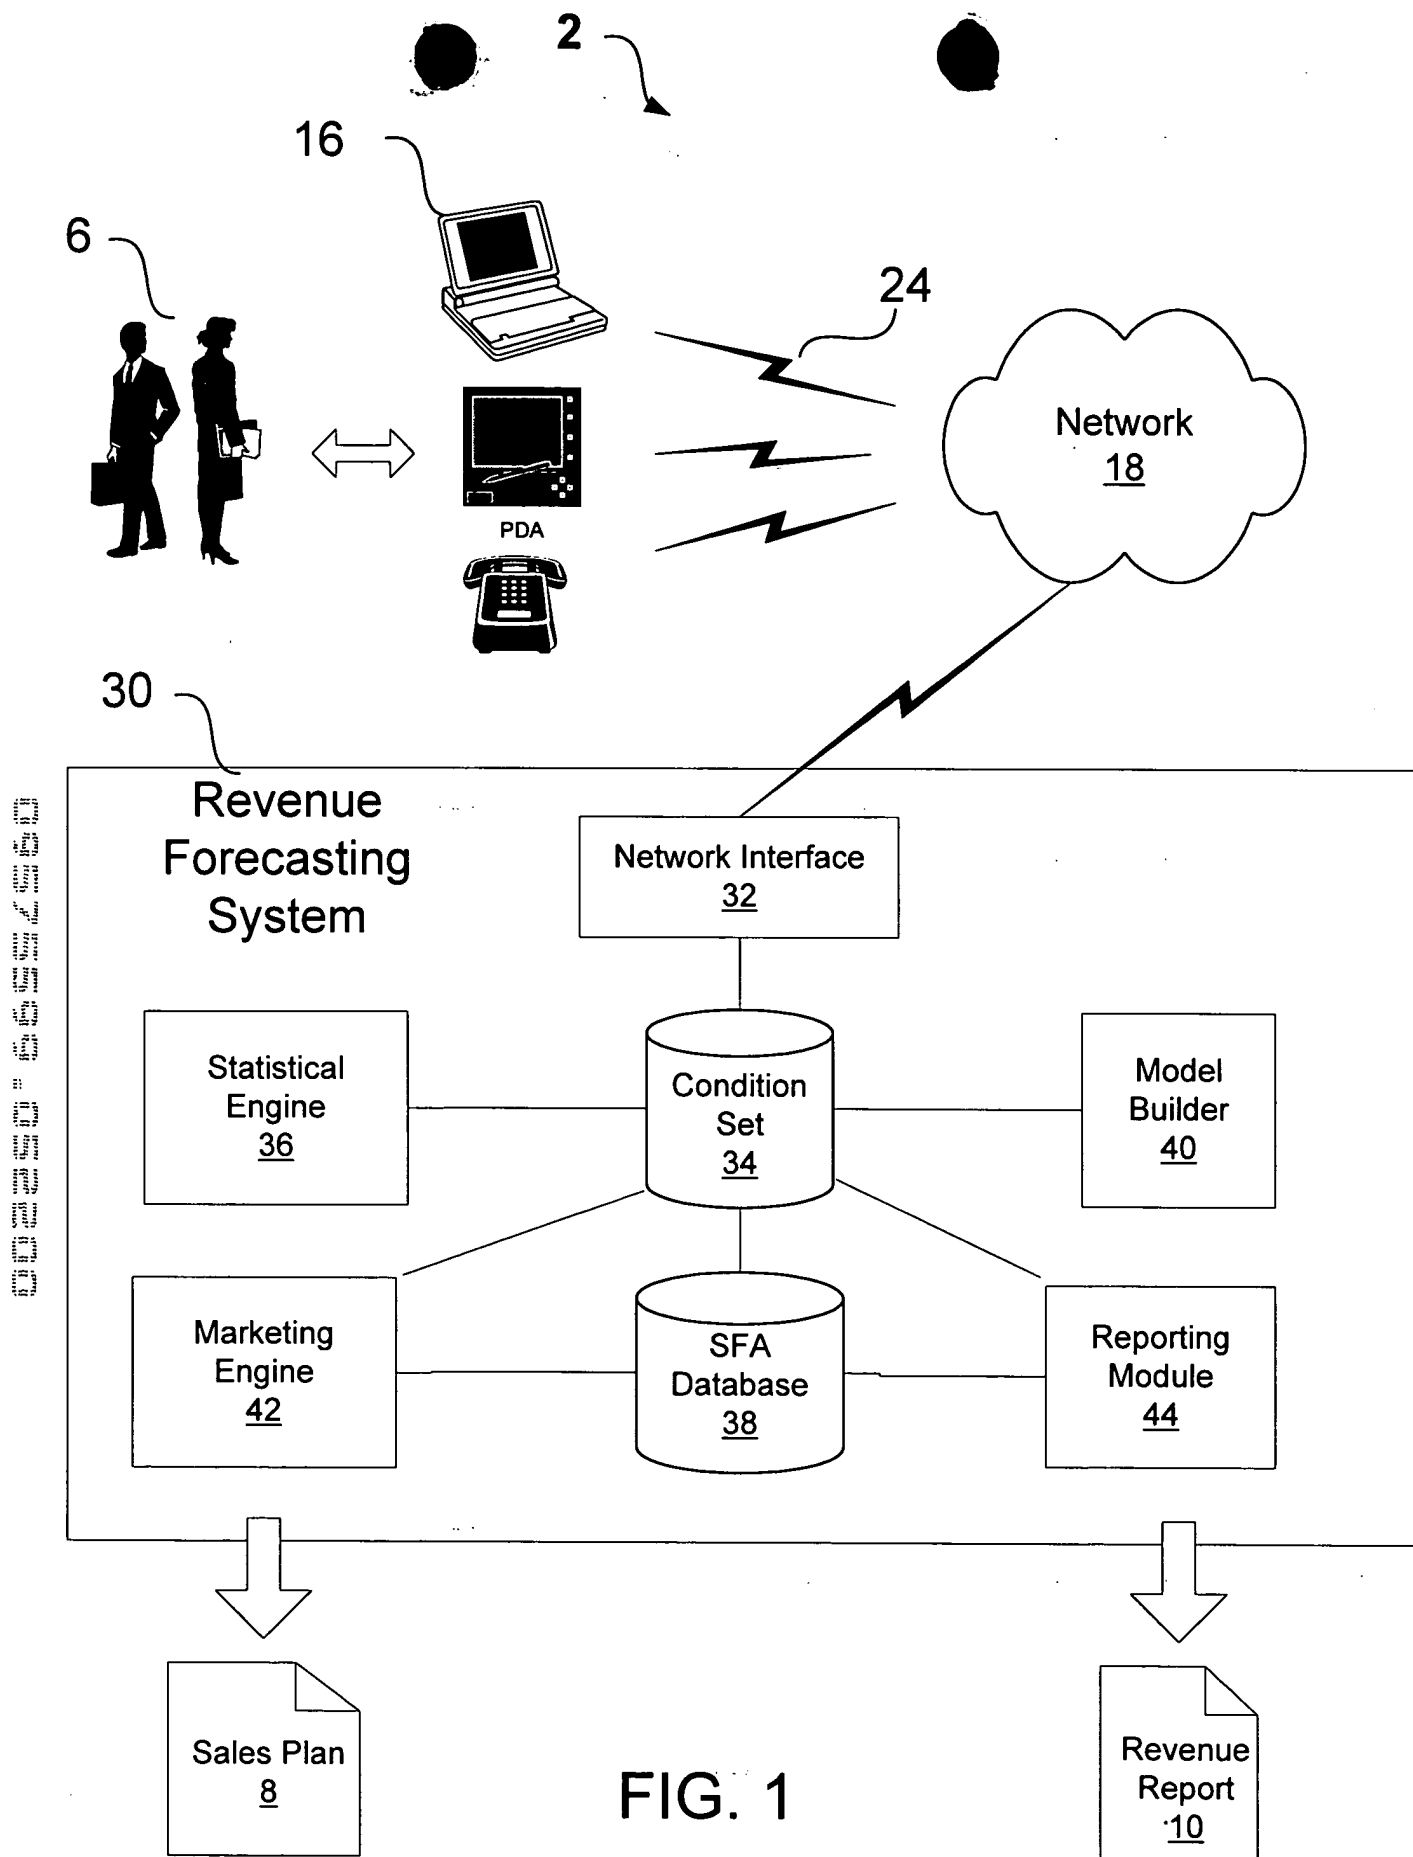 2
16
6
24
Network
18
PDA
30
Revenue
Forecasting
System
Network Interface
32
Statistical
Engine
36
Condition
Set
34
Model
Builder
40
Marketing
Engine
42
SFA
Database
38
Reporting
Module
44
Sales Plan
8
Revenue
Report
10
FIG. 1
09575599.052200